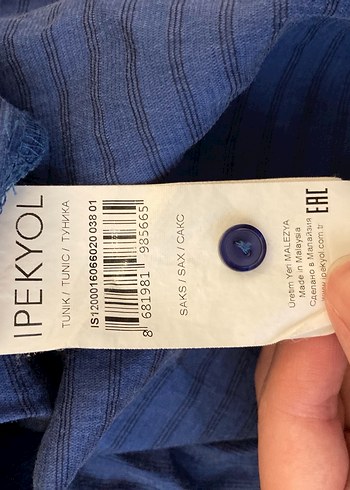 IPEKYOL
TUNİK / TUNIC / ТУНИКА
IS1200016066020 038 01
8 681981 985665
SAKS / SAX / САКС
Üretim Yeri MALEZYA
Made in Malaysia
Сделано в Малайзия
www.ipekyol.com.tr
EAC